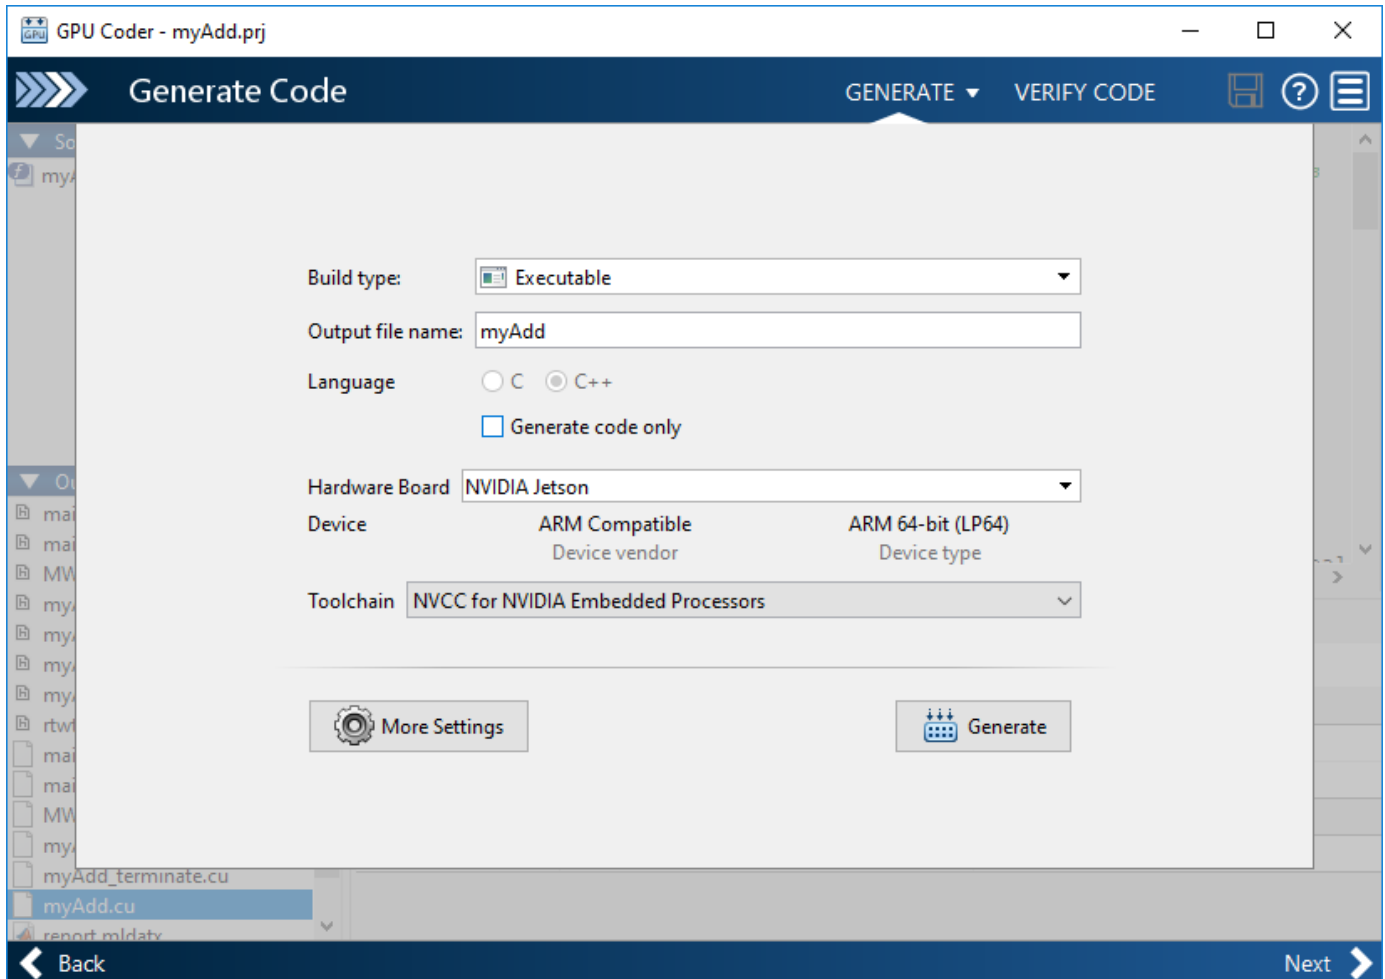 GPU Coder - myAdd.prj
Generate Code
GENERATE
VERIFY CODE
Build type:
Executable
Output file name:
myAdd
Language
C
C++
Generate code only
Hardware Board
NVIDIA Jetson
Device
ARM Compatible
ARM 64-bit (LP64)
Device vendor
Device type
Toolchain
NVCC for NVIDIA Embedded Processors
More Settings
Generate
myAdd_terminate.cu
myAdd.cu
report.mldatx
Back
Next